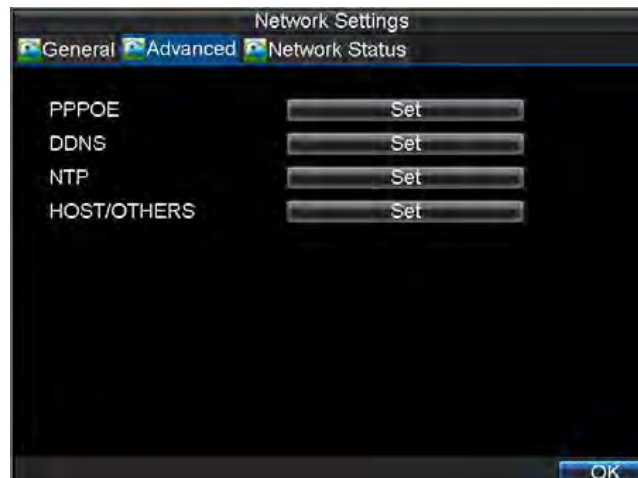 Network Settings
General Advanced Network Status
PPPOE Set
DDNS Set
NTP Set
HOST/OTHERS Set
OK